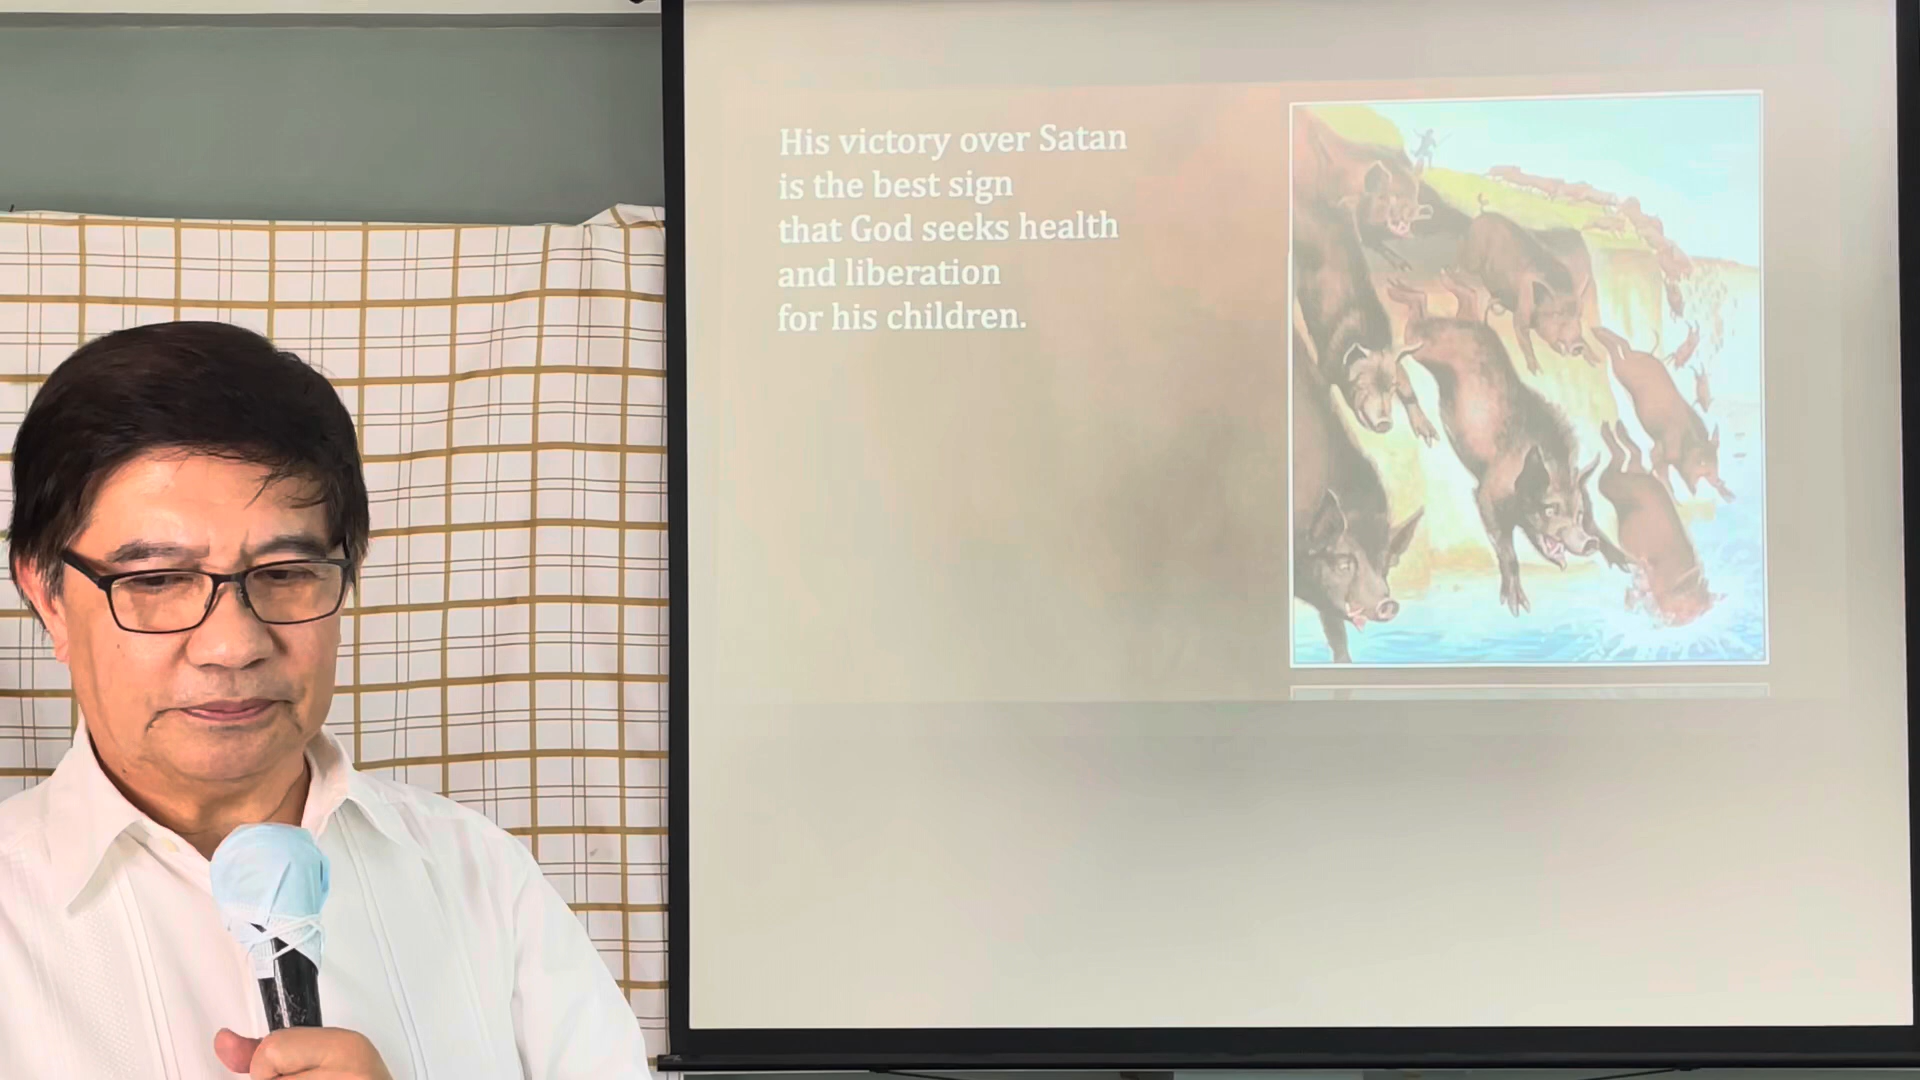 His victory over Satan
is the best sign
that God seeks health
and liberation
for his children.